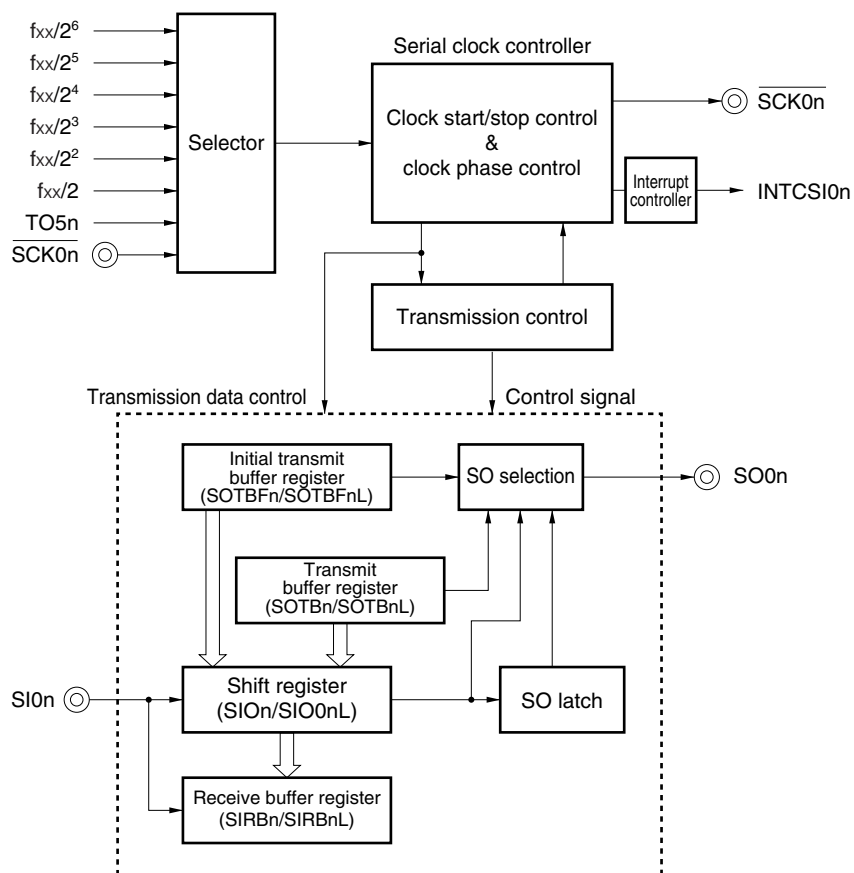 fxx/2⁶
fxx/2⁵
fxx/2⁴
fxx/2³
fxx/2²
fxx/2
TO5n
SCK0n
Selector
Serial clock controller
Clock start/stop control
&
clock phase control
SCK0n
Interrupt
controller
INTCSI0n
Transmission control
Transmission data control
Control signal
Initial transmit
buffer register
(SOTBFn/SOTBFnL)
SO selection
SO0n
Transmit
buffer register
(SOTBn/SOTBnL)
SI0n
Shift register
(SIOn/SIO0nL)
SO latch
Receive buffer register
(SIRBn/SIRBnL)